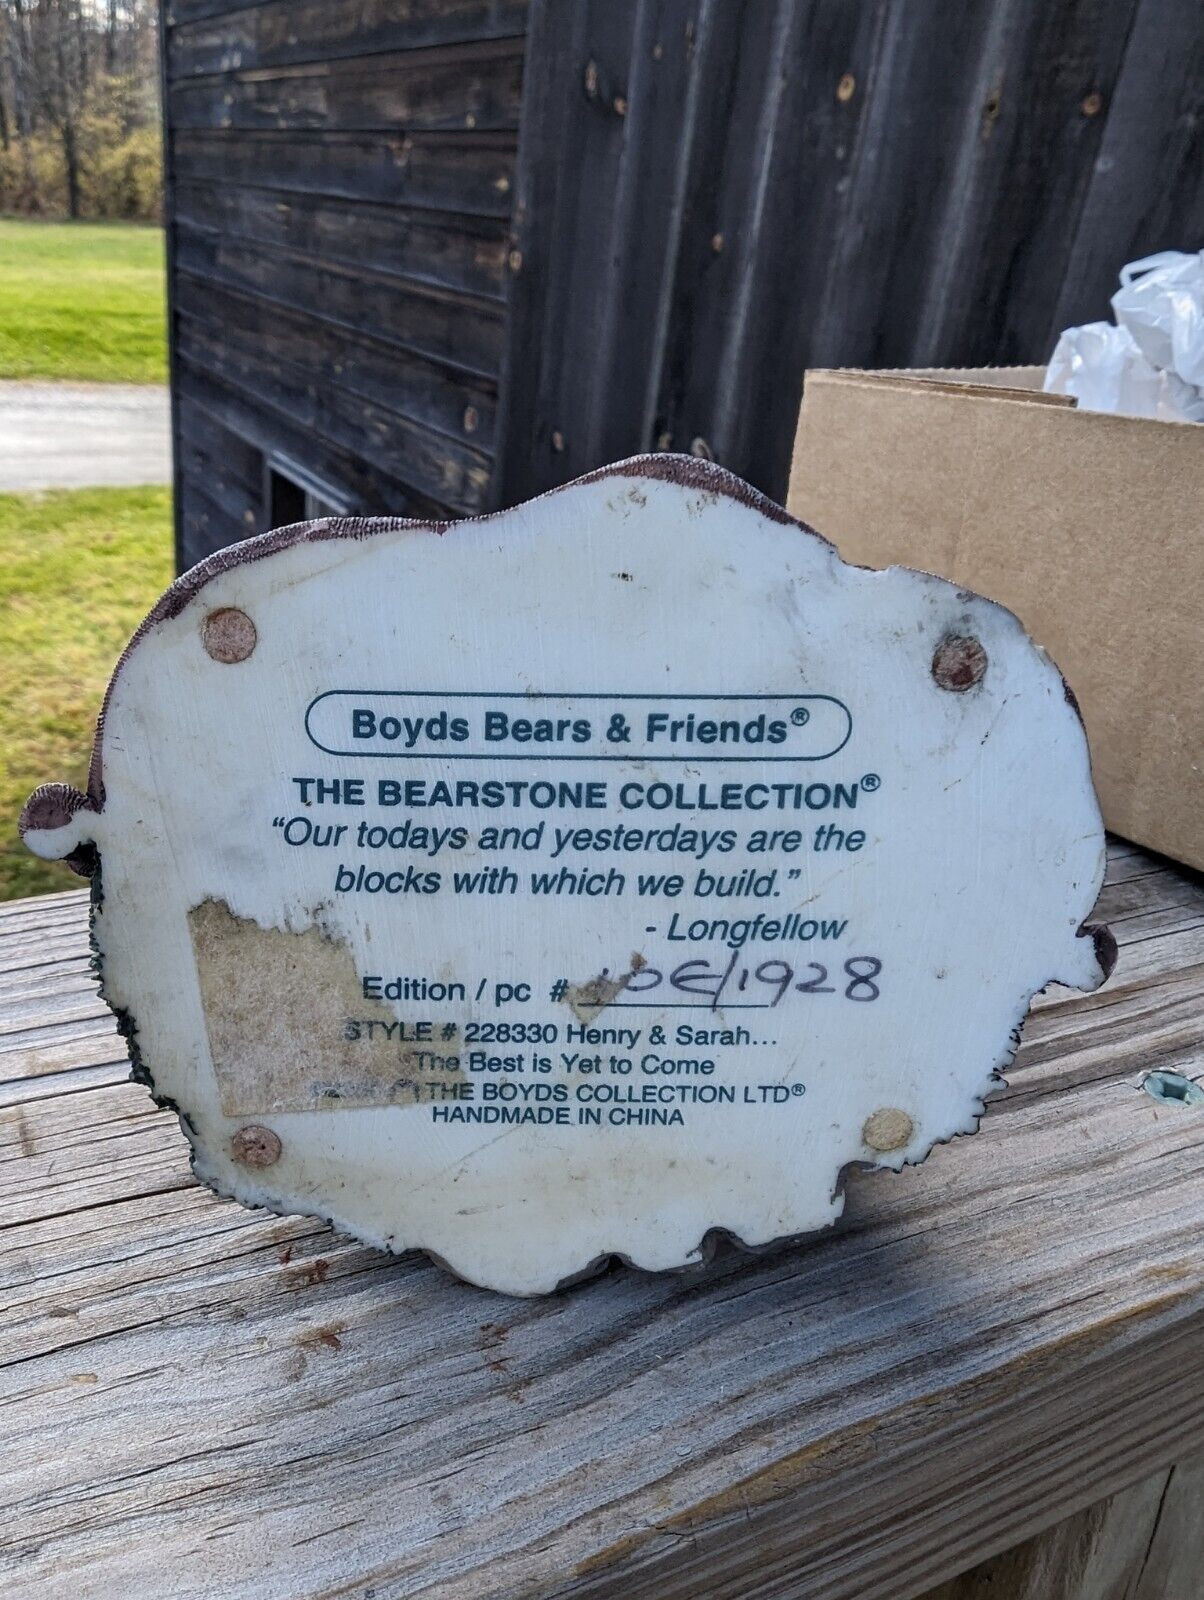 Boyds Bears & Friends®
THE BEARSTONE COLLECTION®
“Our todays and yesterdays are the
blocks with which we build.”
- Longfellow
Edition / pc # E/1928
STYLE # 228330 Henry & Sarah...
"The Best is Yet to Come
THE BOYDS COLLECTION LTD®
HANDMADE IN CHINA